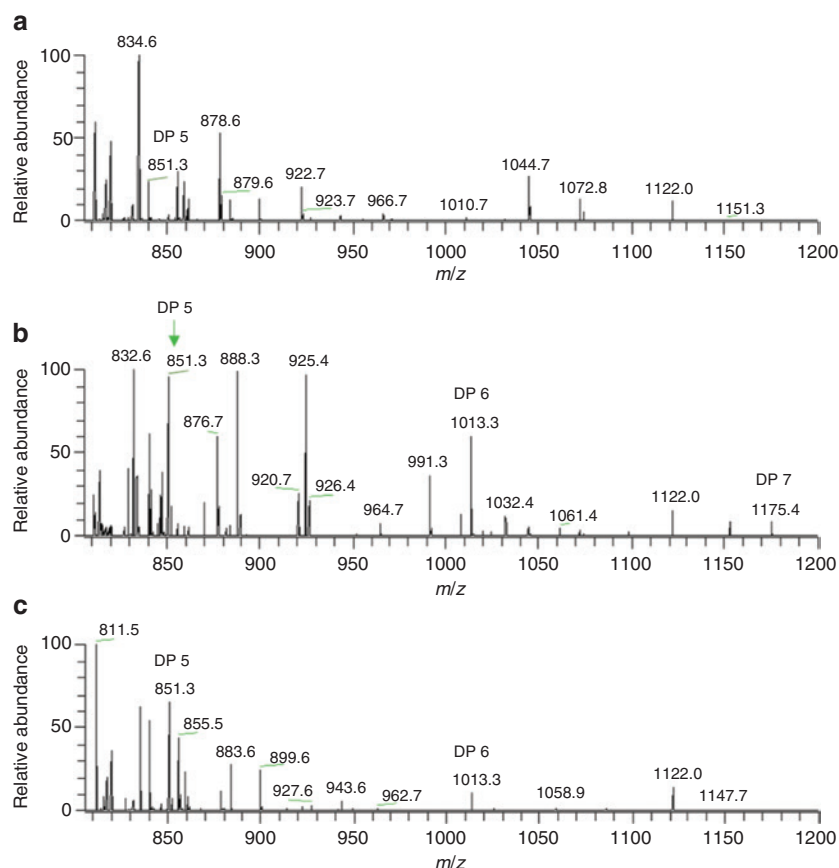 a
834.6
100
DP 5
878.6
50
851.3
879.6
922.7
923.7
966.7
1010.7
1044.7
1072.8
1122.0
1151.3
0
Relative abundance
850 900 950 1000 1050 1100 1150 1200
m/z
DP 5
b
832.6
851.3
888.3
925.4
100
DP 6
876.7
1013.3
50
920.7
926.4
991.3
DP 7
964.7
1032.4
1061.4
1122.0
1175.4
0
Relative abundance
850 900 950 1000 1050 1100 1150 1200
m/z
c
811.5
100
DP 5
851.3
50
855.5
883.6
899.6
DP 6
927.6
943.6
962.7
1013.3
1058.9
1122.0
1147.7
0
Relative abundance
850 900 950 1000 1050 1100 1150 1200
m/z